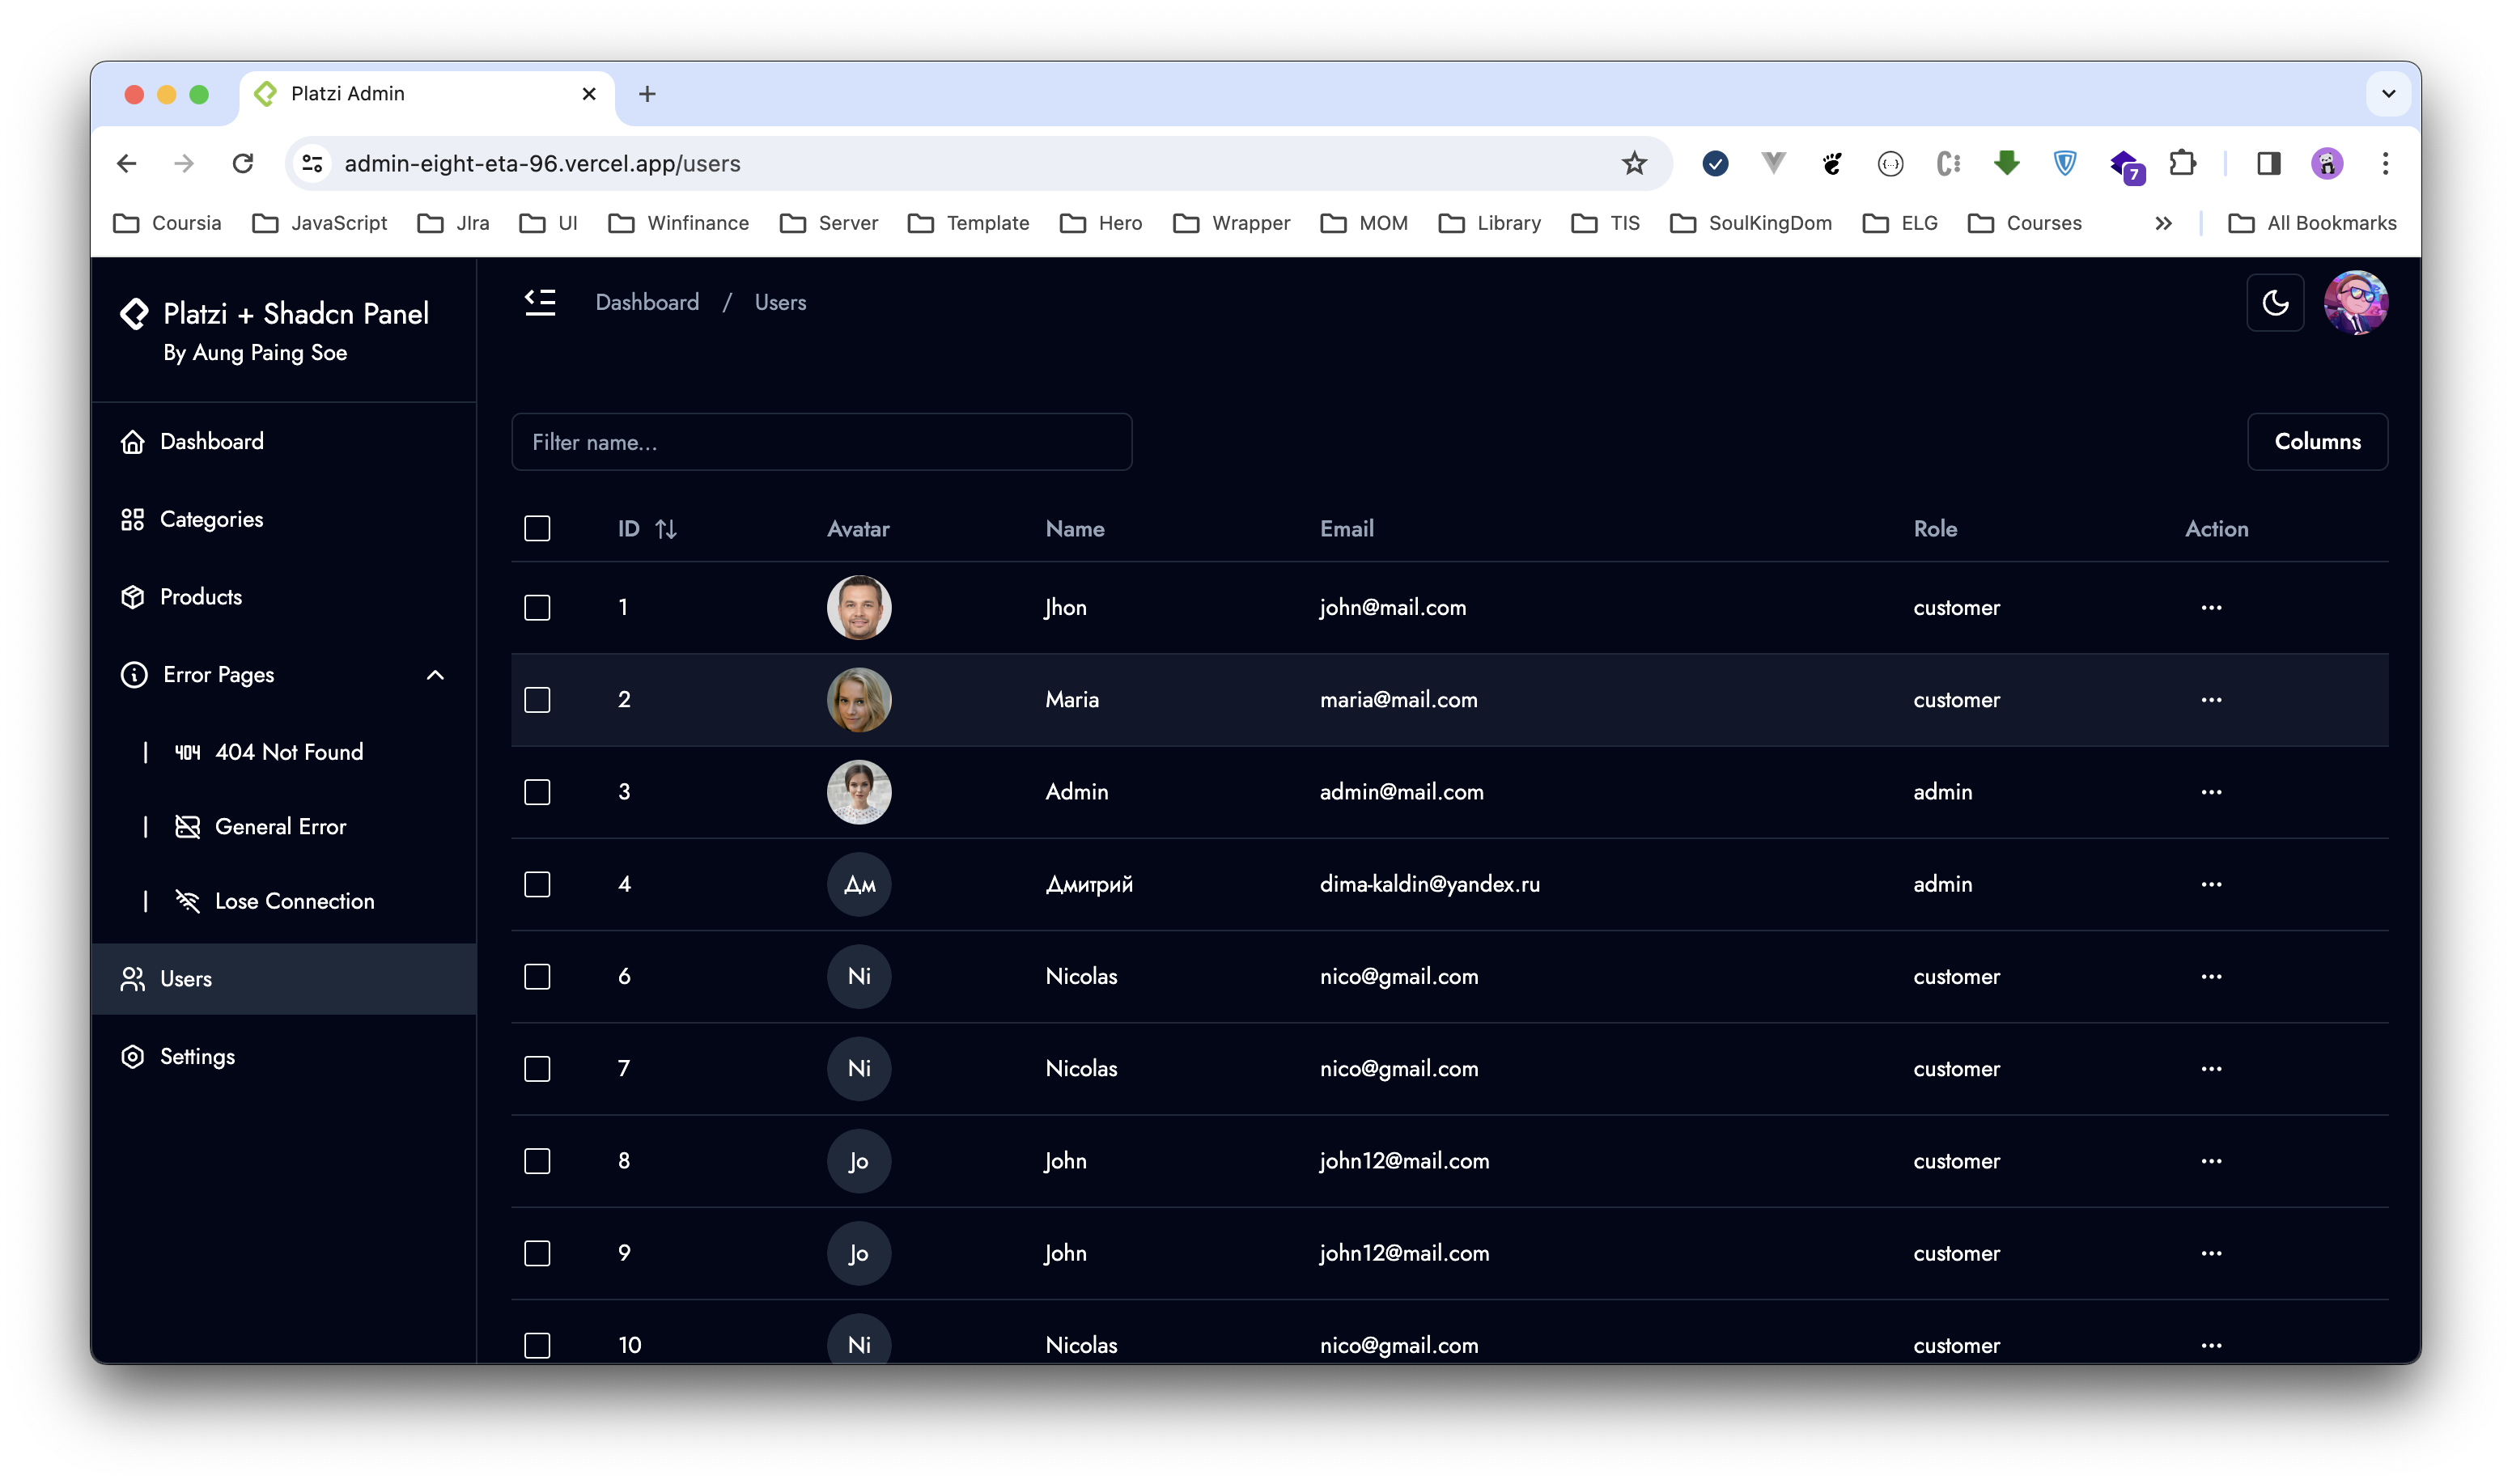 Platzi Admin
admin-eight-eta-96.vercel.app/users
7
Coursia JavaScript JIra UI Winfinance Server Template Hero Wrapper MOM Library TIS SoulKingDom ELG Courses All Bookmarks
Platzi + Shadcn Panel
By Aung Paing Soe
Dashboard
Categories
Products
Error Pages
404 404 Not Found
General Error
Lose Connection
Users
Settings
Dashboard / Users
Filter name...
Columns
ID Avatar Name Email Role Action
1 Jhon john@mail.com customer
2 Maria maria@mail.com customer
3 Admin admin@mail.com admin
4 Дм Дмитрий dima-kaldin@yandex.ru admin
6 Ni Nicolas nico@gmail.com customer
7 Ni Nicolas nico@gmail.com customer
8 Jo John john12@mail.com customer
9 Jo John john12@mail.com customer
10 Ni Nicolas nico@gmail.com customer